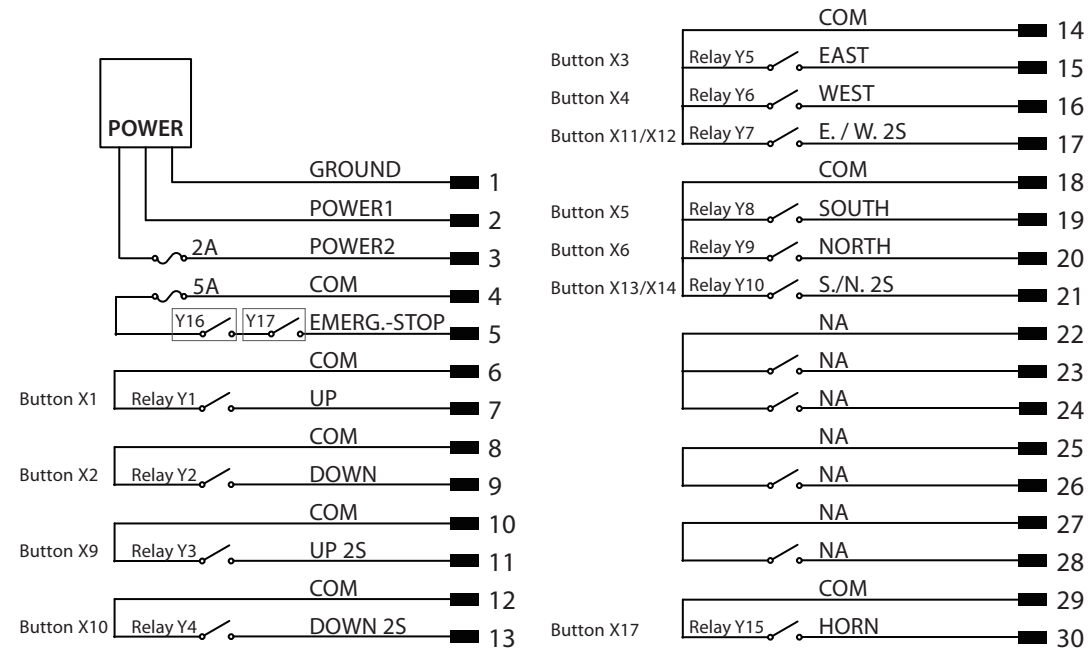 POWER
GROUND 1
POWER1 2
2A POWER2 3
5A COM 4
Y16 Y17 EMERG.-STOP 5
COM 6
Button X1 Relay Y1 UP 7
COM 8
Button X2 Relay Y2 DOWN 9
COM 10
Button X9 Relay Y3 UP 2S 11
COM 12
Button X10 Relay Y4 DOWN 2S 13
COM 14
Button X3 Relay Y5 EAST 15
Button X4 Relay Y6 WEST 16
Button X11/X12 Relay Y7 E. / W. 2S 17
COM 18
Button X5 Relay Y8 SOUTH 19
Button X6 Relay Y9 NORTH 20
Button X13/X14 Relay Y10 S./N. 2S 21
NA 22
NA 23
NA 24
NA 25
NA 26
NA 27
NA 28
COM 29
Button X17 Relay Y15 HORN 30